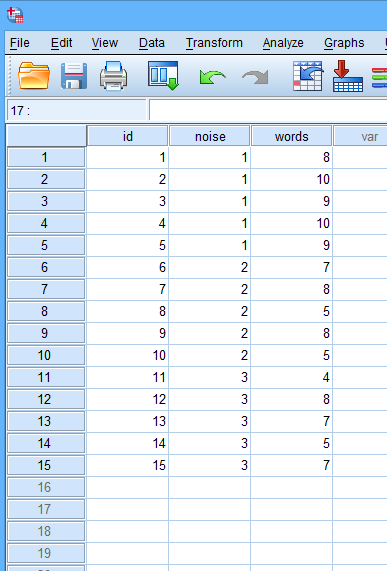 File Edit View Data Transform Analyze Graphs
17 :
id noise words var
1 1 1 8
2 2 1 10
3 3 1 9
4 4 1 10
5 5 1 9
6 6 2 7
7 7 2 8
8 8 2 5
9 9 2 8
10 10 2 5
11 11 3 4
12 12 3 8
13 13 3 7
14 14 3 5
15 15 3 7
16
17
18
19